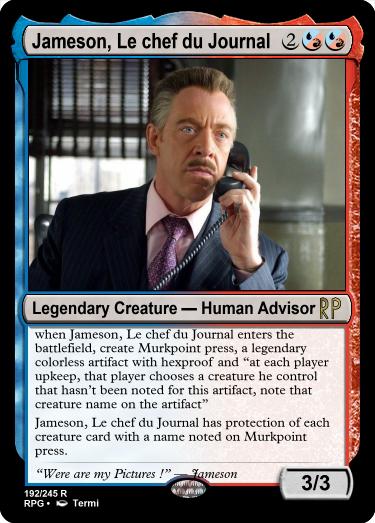 Jameson, Le chef du Journal 2
Legendary Creature — Human Advisor RP
when Jameson, Le chef du Journal enters the
battlefield, create Murkpoint press, a legendary
colorless artifact with hexproof and “at each player
upkeep, that player chooses a creature he control
that hasn't been noted for this artifact, note that
creature name on the artifact”
Jameson, Le chef du Journal has protection of each
creature card with a name noted on Murkpoint
press.
“Were are my Pictures !” — Jameson
3/3
192/245 R
RPG • Termi